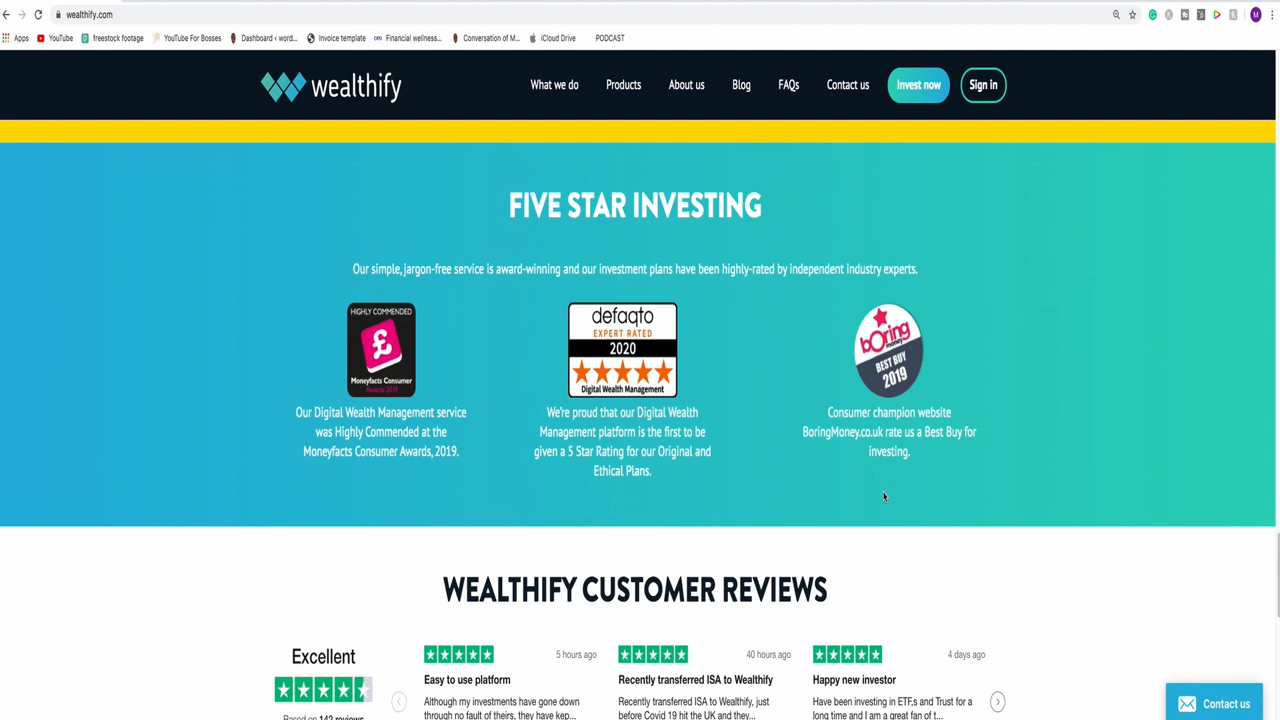 wealthify.com
M
Apps
YouTube
freestock footage
YouTube For Bosses
Dashboard ‹ word...
Invoice template
Financial wellness...
Conversation of M...
iCloud Drive
PODCAST
wealthify
What we do
Products
About us
Blog
FAQs
Contact us
Invest now
Sign in
FIVE STAR INVESTING
Our simple, jargon-free service is award-winning and our investment plans have been highly-rated by independent industry experts.
HIGHLY COMMENDED
£
Moneyfacts Consumer
Awards 2019
Our Digital Wealth Management service
was Highly Commended at the
Moneyfacts Consumer Awards, 2019.
defaqto
EXPERT RATED
2020
Digital Wealth Management
We're proud that our Digital Wealth
Management platform is the first to be
given a 5 Star Rating for our Original and
Ethical Plans.
boring
money
BEST BUY
2019
Consumer champion website
BoringMoney.co.uk rate us a Best Buy for
investing.
WEALTHIFY CUSTOMER REVIEWS
Excellent
Based on 142 reviews
5 hours ago
Easy to use platform
Although my investments have gone down
through no fault of theirs, they have kep...
40 hours ago
Recently transferred ISA to Wealthify
Recently transferred ISA to Wealthify, just
before Covid 19 hit the UK and they...
4 days ago
Happy new investor
Have been investing in ETF,s and Trust for a
long time and I am a great fan of t...
Contact us